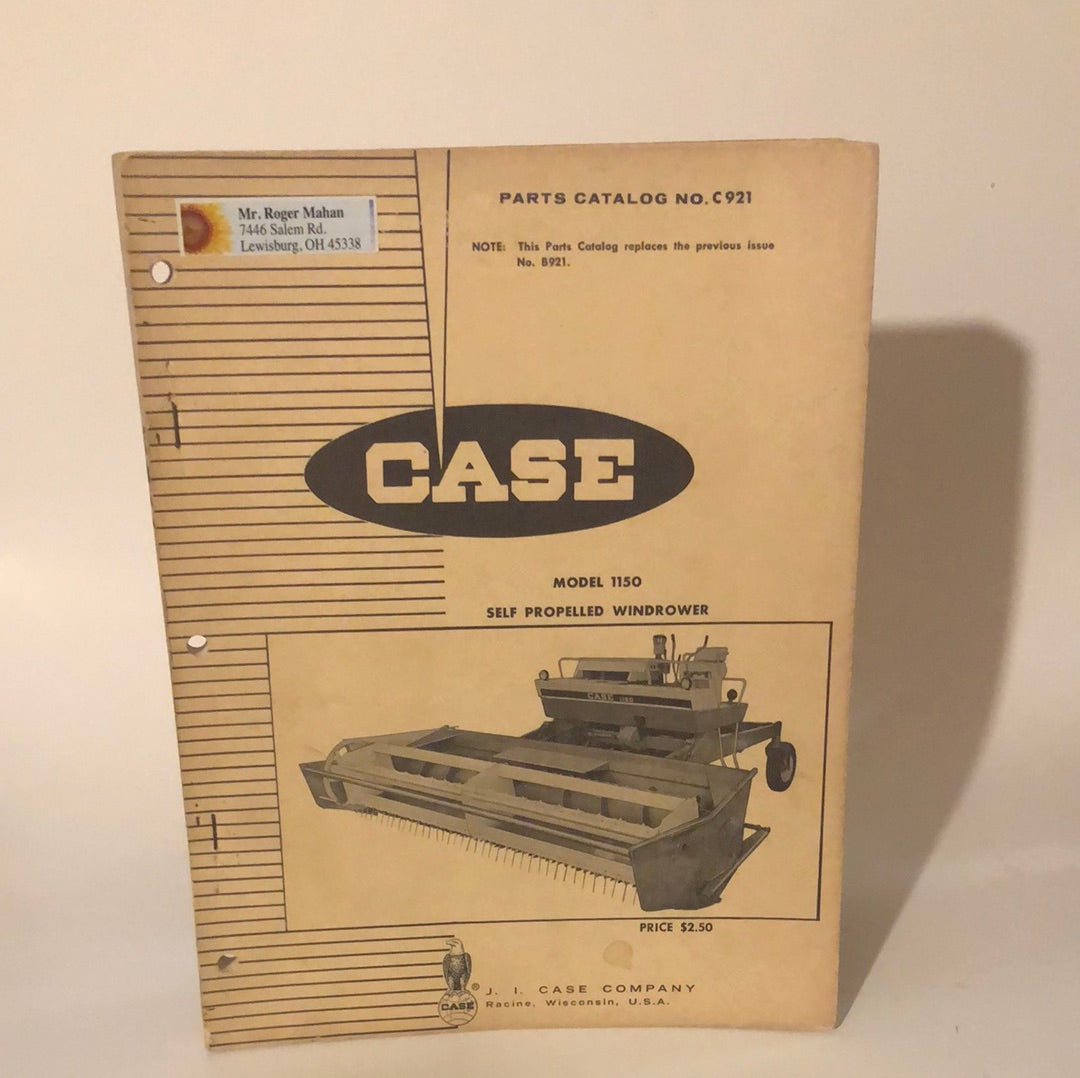 Mr. Roger Mahan
7446 Salem Rd.
Lewisburg, OH 45338
PARTS CATALOG NO. C921
NOTE: This Parts Catalog replaces the previous issue
No. B921.
CASE
MODEL 1150
SELF PROPELLED WINDROWER
CASE 1150
PRICE $2.50
CASE
®
J. I. CASE COMPANY
Racine, Wisconsin, U.S.A.